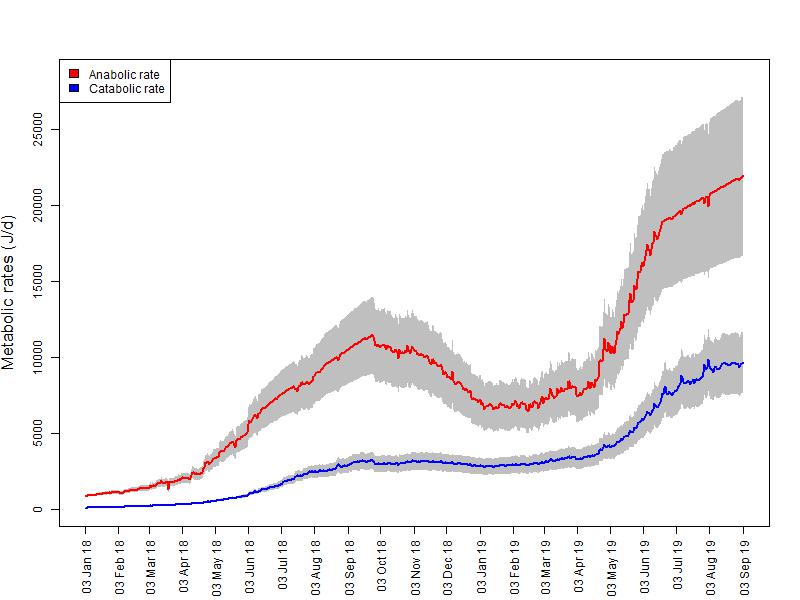 Anabolic rate
Catabolic rate
Metabolic rates (J/d)
25000
20000
15000
10000
5000
0
03 Jan 18
03 Feb 18
03 Mar 18
03 Apr 18
03 May 18
03 Jun 18
03 Jul 18
03 Aug 18
03 Sep 18
03 Oct 18
03 Nov 18
03 Dec 18
03 Jan 19
03 Feb 19
03 Mar 19
03 Apr 19
03 May 19
03 Jun 19
03 Jul 19
03 Aug 19
03 Sep 19